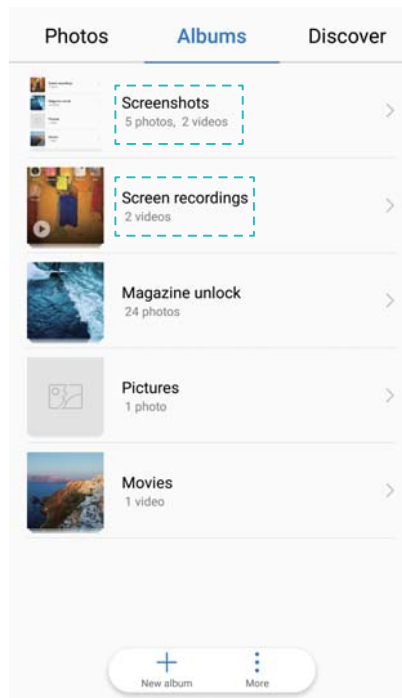 Photos Albums Discover
Screenshots
5 photos, 2 videos
Screen recordings
2 videos
Magazine unlock
24 photos
Pictures
1 photo
Movies
1 video
New album More